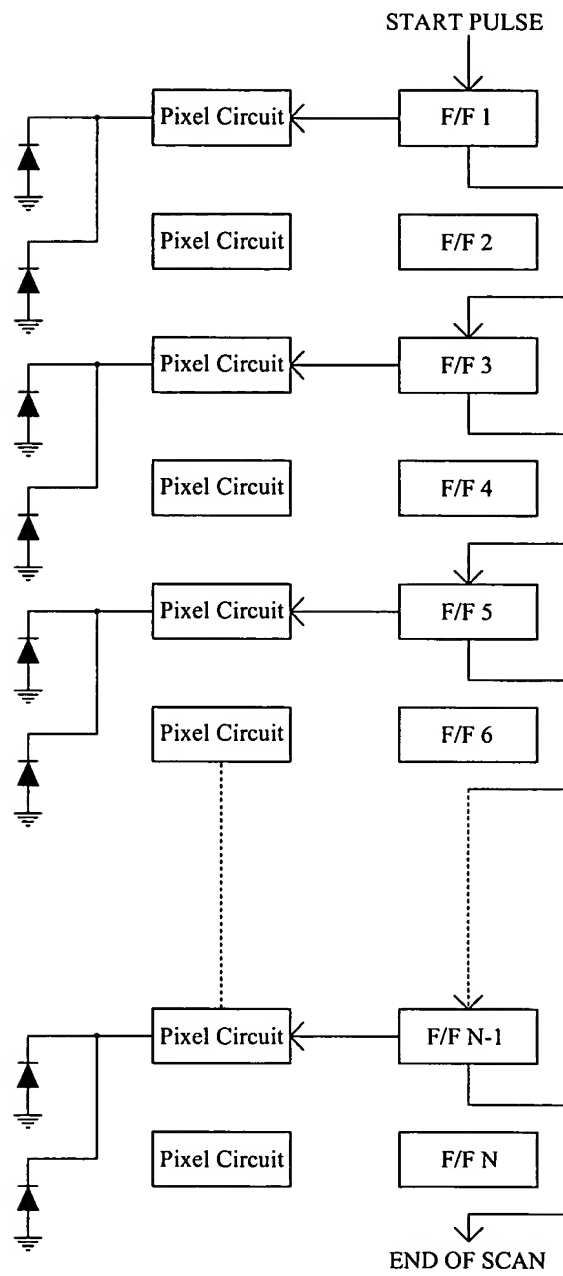 START PULSE
Pixel Circuit F/F 1
Pixel Circuit F/F 2
Pixel Circuit F/F 3
Pixel Circuit F/F 4
Pixel Circuit F/F 5
Pixel Circuit F/F 6
Pixel Circuit F/F N-1
Pixel Circuit F/F N
END OF SCAN